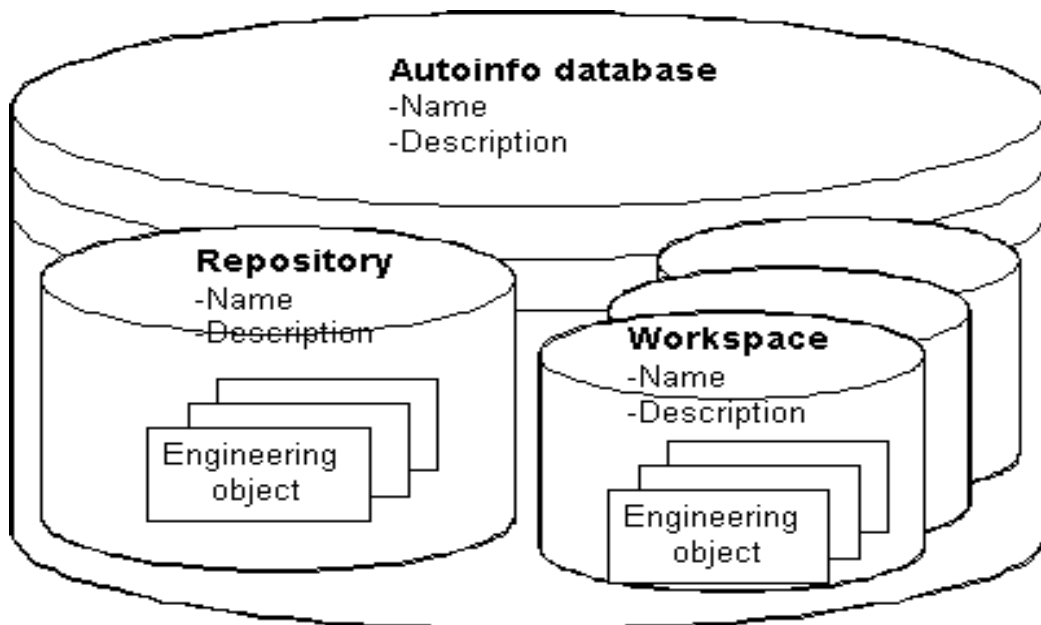 Autoinfo database
-Name
-Description
Repository
-Name
-Description
Engineering
object
Workspace
-Name
-Description
Engineering
object